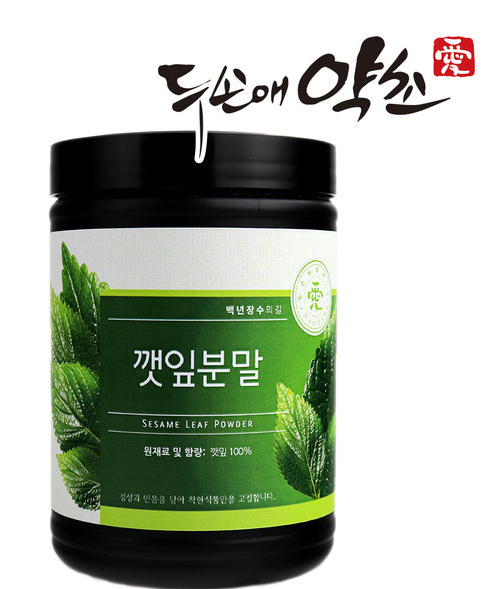 두손애약초 愛
愛
백년장수의길
깻잎분말
SESAME LEAF POWDER
원재료 및 함량: 깻잎 100%
정성과 믿음을 담아 착한식품만을 고집합니다.